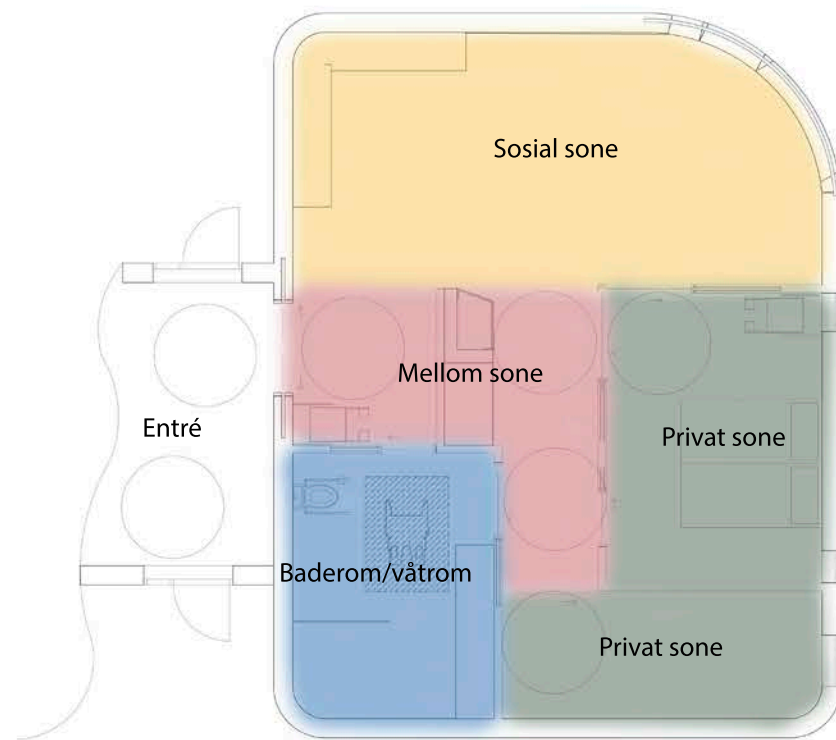 Sosial sone
Mellom sone
Entré
Privat sone
Baderom/våtrom
Privat sone